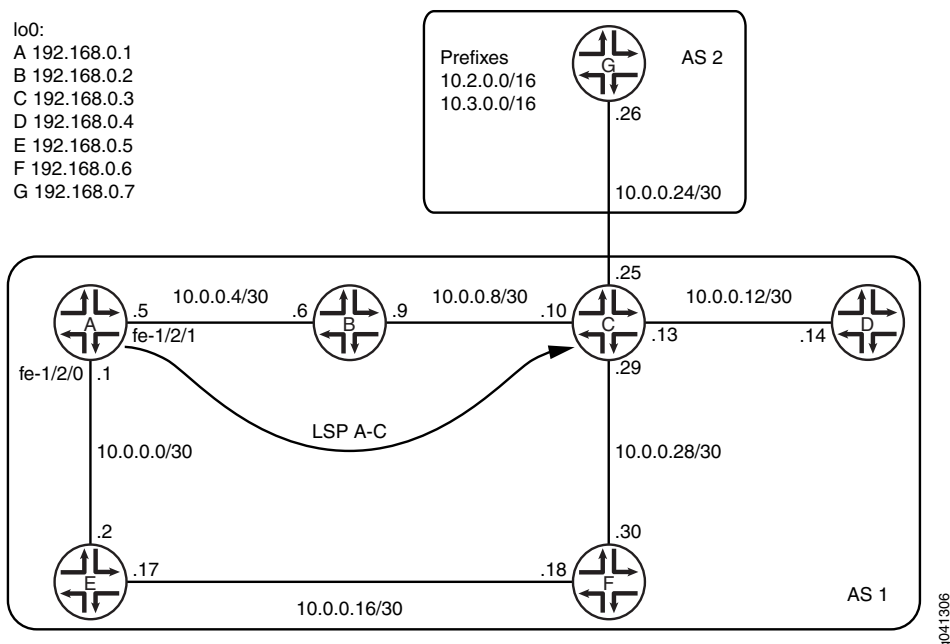 lo0:
A 192.168.0.1
B 192.168.0.2
C 192.168.0.3
D 192.168.0.4
E 192.168.0.5
F 192.168.0.6
G 192.168.0.7
Prefixes
10.2.0.0/16
10.3.0.0/16
G
AS 2
.26
10.0.0.24/30
.25
A
.5
10.0.0.4/30
.6
B
.9
10.0.0.8/30
.10
C
10.0.0.12/30
.13
.14
D
fe-1/2/1
fe-1/2/0
.1
.29
LSP A-C
10.0.0.0/30
10.0.0.28/30
.2
.30
E
.17
10.0.0.16/30
.18
F
AS 1
g041306